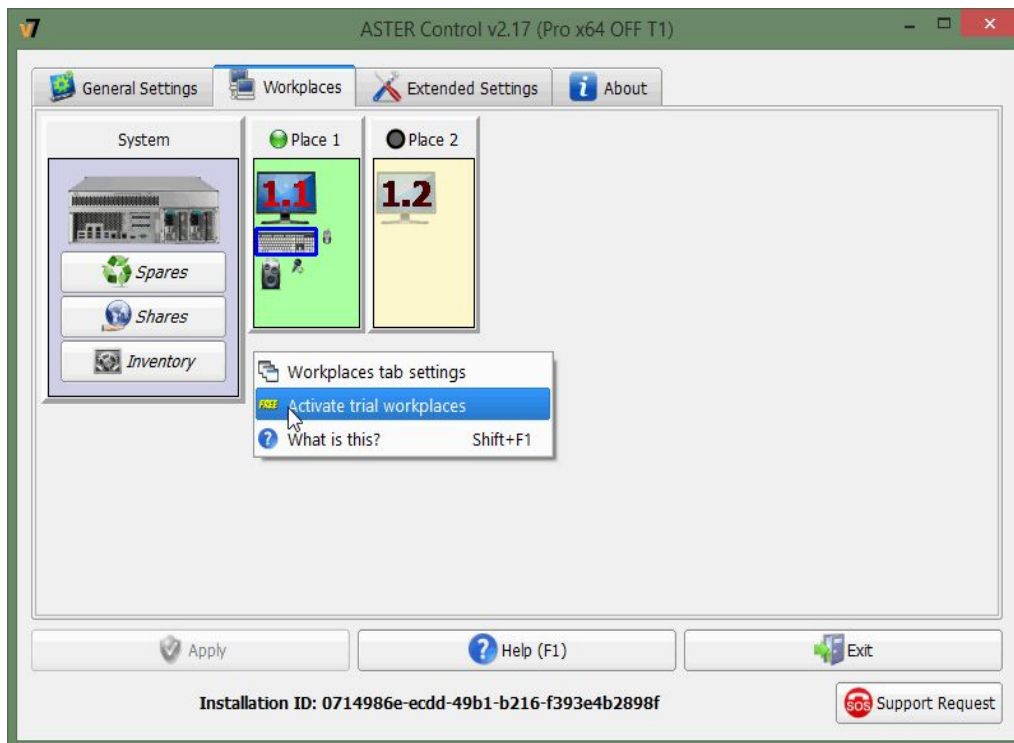 v7
ASTER Control v2.17 (Pro x64 OFF T1)
General Settings
Workplaces
Extended Settings
About
System
Place 1
Place 2
1.1
1.2
Spares
Shares
Inventory
Workplaces tab settings
FREE Activate trial workplaces
What is this? Shift+F1
Apply
Help (F1)
Exit
Installation ID: 0714986e-ecdd-49b1-b216-f393e4b2898f
SOS Support Request